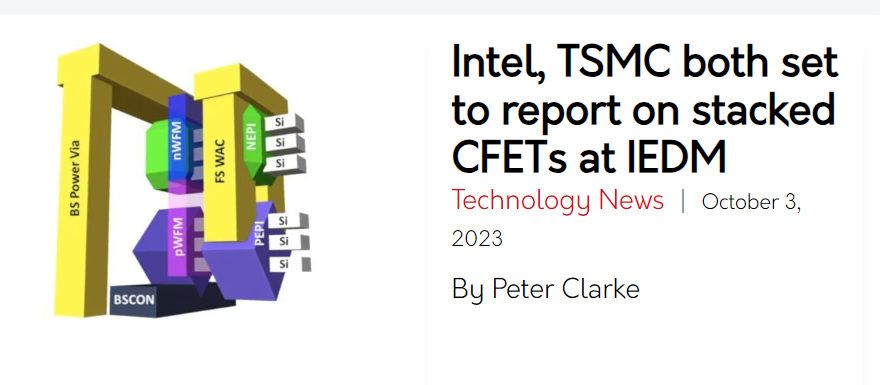 BS Power Via
nWFM
pWFM
BSCON
FS WAC
NEPI
PEPI
Si
Si
Si
Si
Si
Si
Intel, TSMC both set
to report on stacked
CFETs at IEDM
Technology News | October 3,
2023
By Peter Clarke